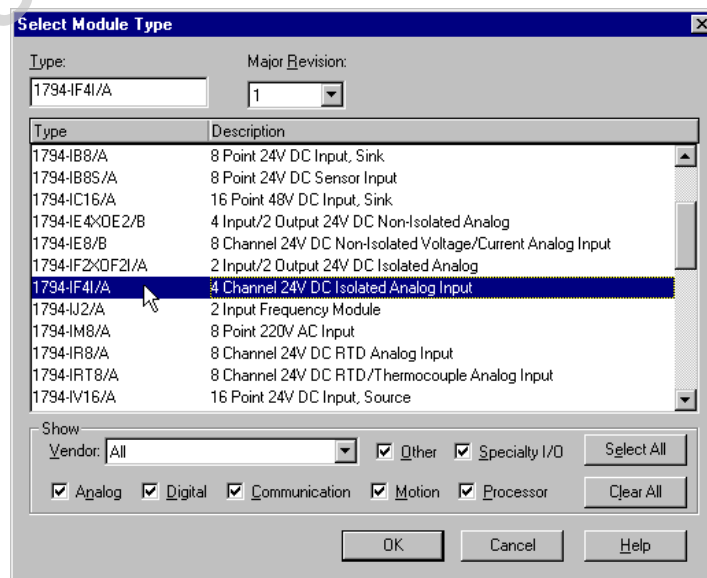 Select Module Type
Type: Major Revision:
1794-IF4I/A 1
Type Description
1794-IB8/A 8 Point 24V DC Input, Sink
1794-IB8S/A 8 Point 24V DC Sensor Input
1794-IC16/A 16 Point 48V DC Input, Sink
1794-IE4XOE2/B 4 Input/2 Output 24V DC Non-Isolated Analog
1794-IE8/B 8 Channel 24V DC Non-Isolated Voltage/Current Analog Input
1794-IF2XOF2I/A 2 Input/2 Output 24V DC Isolated Analog
1794-IF4I/A 4 Channel 24V DC Isolated Analog Input
1794-IJ2/A 2 Input Frequency Module
1794-IM8/A 8 Point 220V AC Input
1794-IR8/A 8 Channel 24V DC RTD Analog Input
1794-IRT8/A 8 Channel 24V DC RTD/Thermocouple Analog Input
1794-IV16/A 16 Point 24V DC Input, Source
Show
Vendor: All Other Specialty I/O Select All
Analog Digital Communication Motion Processor Clear All
OK Cancel Help